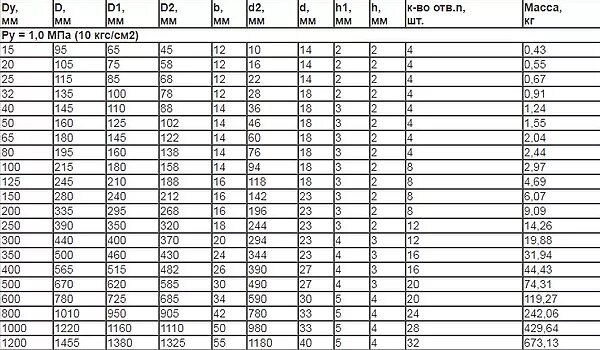 Dy, мм D, мм D1, мм D2, мм b, мм d2, мм d, мм h1, мм h, мм к-во отв.n, шт. Масса, кг
Py = 1,0 МПа (10 кгс/см2)
15 95 65 45 12 10 14 2 2 4 0,43
20 105 75 58 12 16 14 2 2 4 0,55
25 115 85 68 12 22 14 2 2 4 0,67
32 135 100 78 12 28 18 2 2 4 0,91
40 145 110 88 14 36 18 3 2 4 1,24
50 160 125 102 14 46 18 3 2 4 1,55
65 180 145 122 14 60 18 3 2 4 2,04
80 195 160 138 14 76 18 3 2 4 2,44
100 215 180 158 14 94 18 3 2 8 2,97
125 245 210 188 16 118 18 3 2 8 4,69
150 280 240 212 16 142 23 3 2 8 6,07
200 335 295 268 16 196 23 3 2 8 9,09
250 390 350 320 18 244 23 3 2 12 14,26
300 440 400 370 20 294 23 4 3 12 19,88
350 500 460 430 24 344 23 4 3 16 31,94
400 565 515 482 26 390 27 4 3 16 44,43
500 670 620 585 30 490 27 4 3 20 74,31
600 780 725 685 34 590 30 5 4 20 119,27
800 1010 950 905 42 780 33 5 4 24 242,06
1000 1220 1160 1110 50 980 33 5 4 28 429,64
1200 1455 1380 1325 55 1180 40 5 4 32 673,13